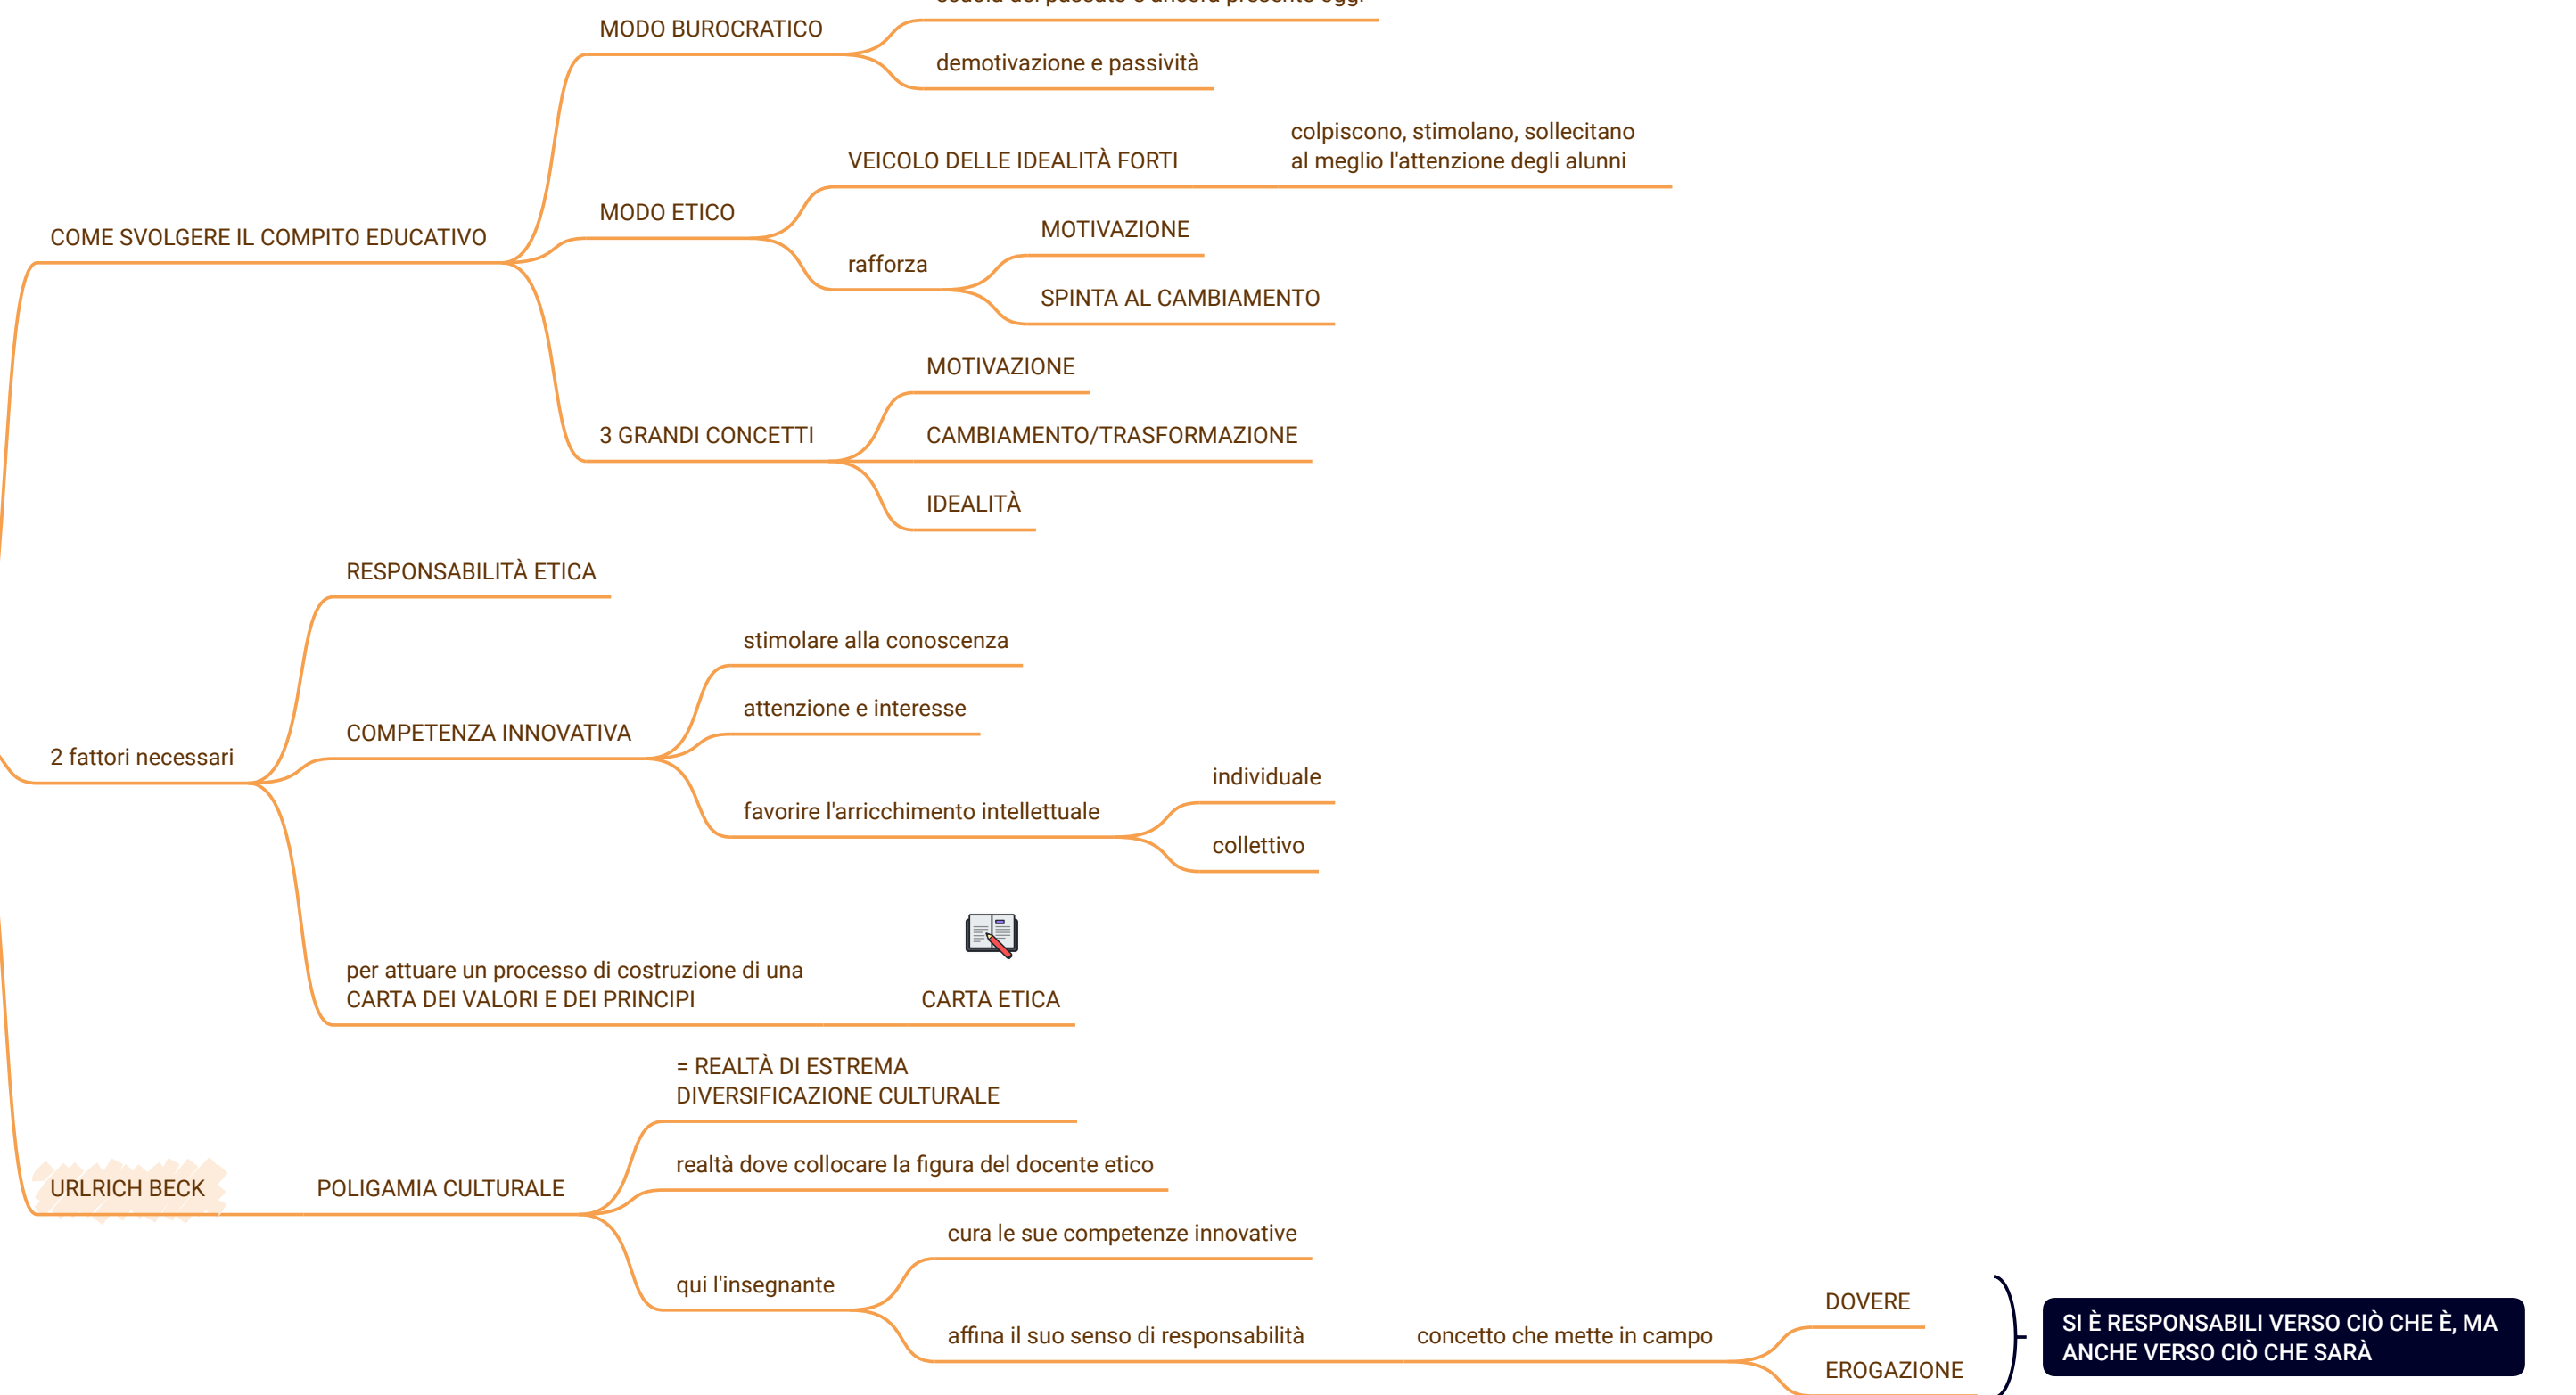 MODO BUROCRATICO
demotivazione e passività
COME SVOLGERE IL COMPITO EDUCATIVO
MODO ETICO
VEICOLO DELLE IDEALITÀ FORTI
colpiscono, stimolano, sollecitano
al meglio l'attenzione degli alunni
rafforza
MOTIVAZIONE
SPINTA AL CAMBIAMENTO
3 GRANDI CONCETTI
MOTIVAZIONE
CAMBIAMENTO/TRASFORMAZIONE
IDEALITÀ
2 fattori necessari
RESPONSABILITÀ ETICA
COMPETENZA INNOVATIVA
stimolare alla conoscenza
attenzione e interesse
favorire l'arricchimento intellettuale
individuale
collettivo
per attuare un processo di costruzione di una
CARTA DEI VALORI E DEI PRINCIPI
CARTA ETICA
URLRICH BECK
POLIGAMIA CULTURALE
= REALTÀ DI ESTREMA
DIVERSIFICAZIONE CULTURALE
realtà dove collocare la figura del docente etico
qui l'insegnante
cura le sue competenze innovative
affina il suo senso di responsabilità
concetto che mette in campo
DOVERE
EROGAZIONE
SI È RESPONSABILI VERSO CIÒ CHE È, MA
ANCHE VERSO CIÒ CHE SARÀ